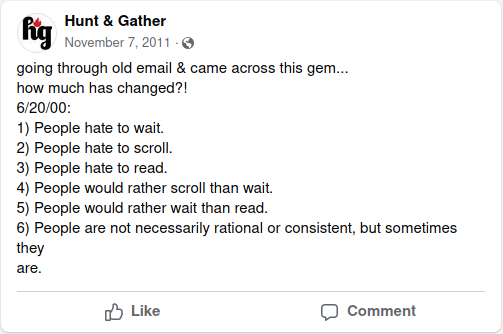 hg
Hunt & Gather
November 7, 2011 ·
going through old email & came across this gem...
how much has changed?!
6/20/00:
1) People hate to wait.
2) People hate to scroll.
3) People hate to read.
4) People would rather scroll than wait.
5) People would rather wait than read.
6) People are not necessarily rational or consistent, but sometimes
they
are.
Like
Comment